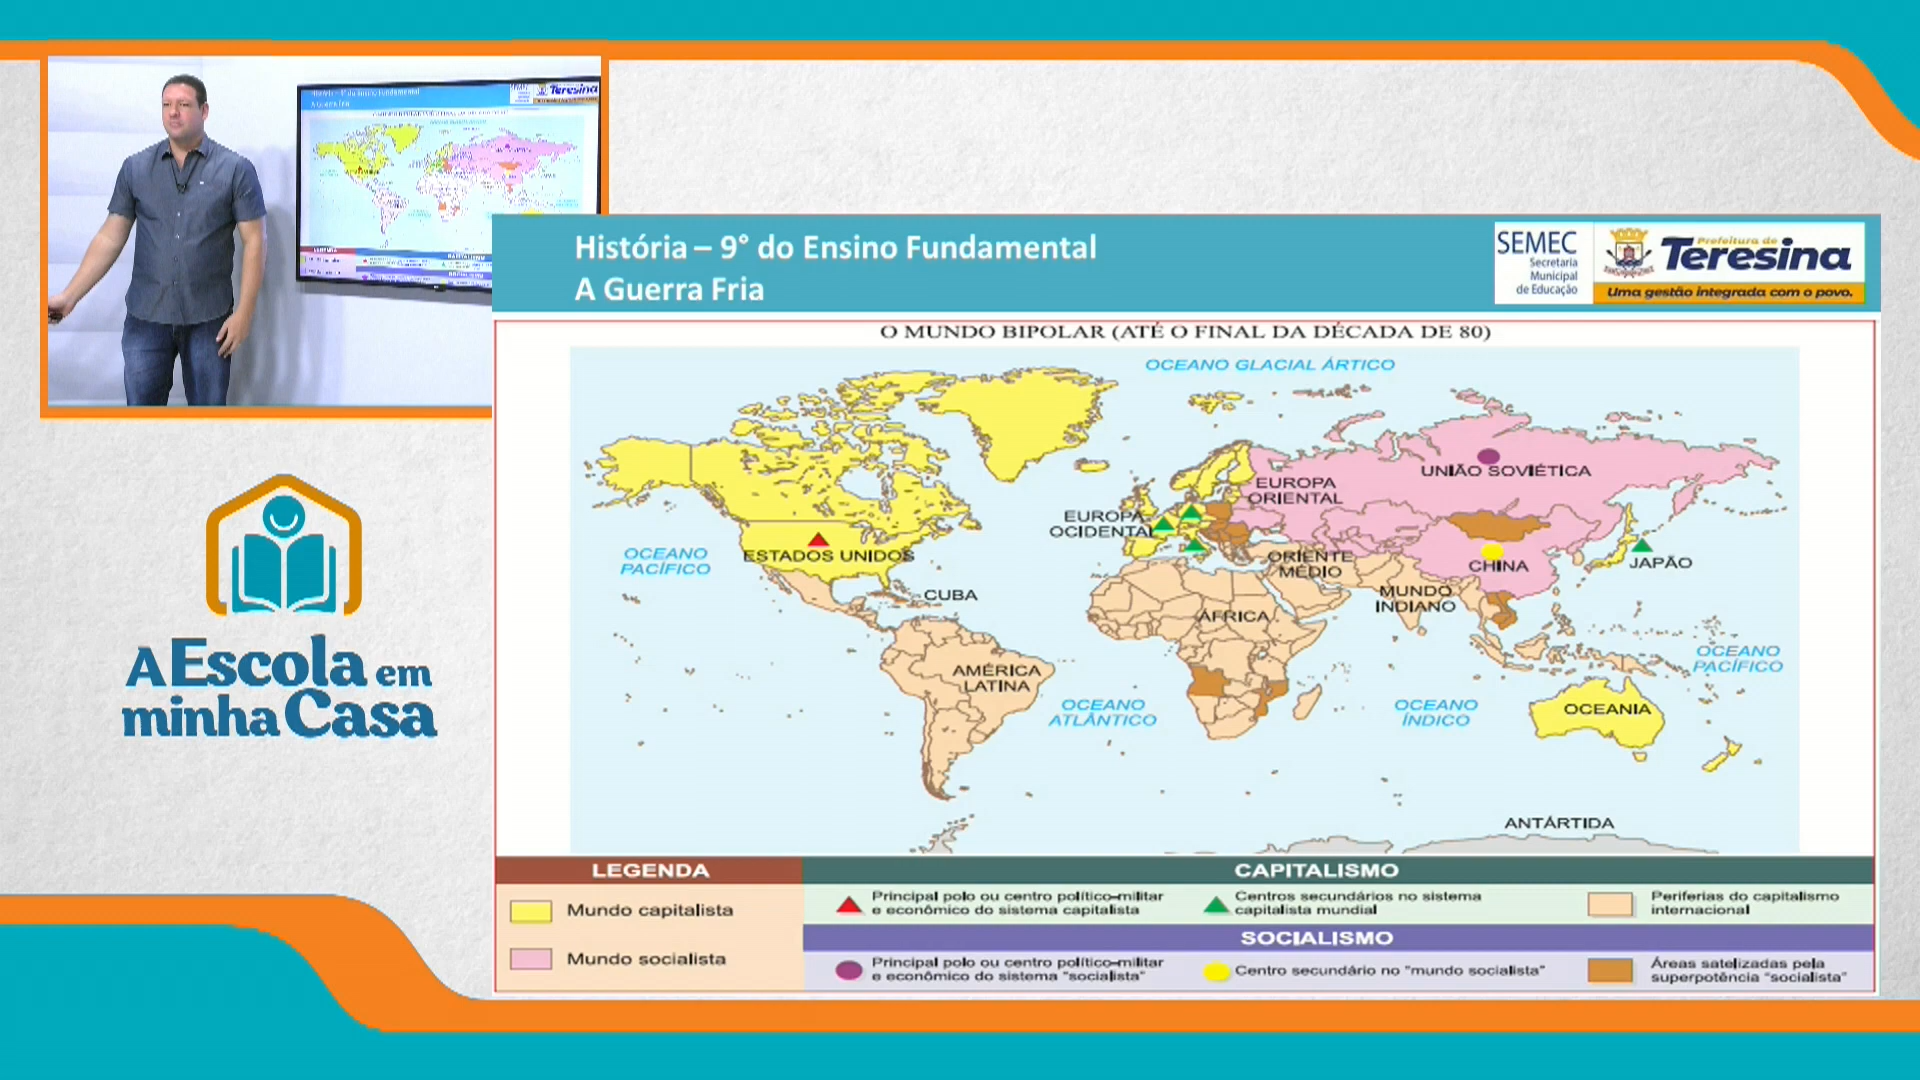 História – 9° do Ensino Fundamental
A Guerra Fria
SEMEC
Secretaria
Municipal
de Educação
Prefeitura de
Teresina
Uma gestão integrada com o povo.
O MUNDO BIPOLAR (ATÉ O FINAL DA DÉCADA DE 80)
OCEANO GLACIAL ÁRTICO
UNIÃO SOVIÉTICA
EUROPA
ORIENTAL
EUROPA
OCIDENTAL
OCEANO
PACÍFICO
ESTADOS UNIDOS
ORIENTE
MÉDIO
CHINA
JAPÃO
CUBA
MUNDO
INDIANO
ÁFRICA
AMÉRICA
LATINA
OCEANO
PACÍFICO
OCEANO
ATLÂNTICO
OCEANO
ÍNDICO
OCEANIA
ANTÁRTIDA
LEGENDA
Mundo capitalista
Mundo socialista
CAPITALISMO
Principal polo ou centro político-militar
e econômico do sistema capitalista
Centros secundários no sistema
capitalista mundial
Periferias do capitalismo
internacional
SOCIALISMO
Principal polo ou centro político-militar
e econômico do sistema "socialista"
Centro secundário no "mundo socialista"
Áreas satelizadas pela
superpotência "socialista"
A Escola em
minha Casa